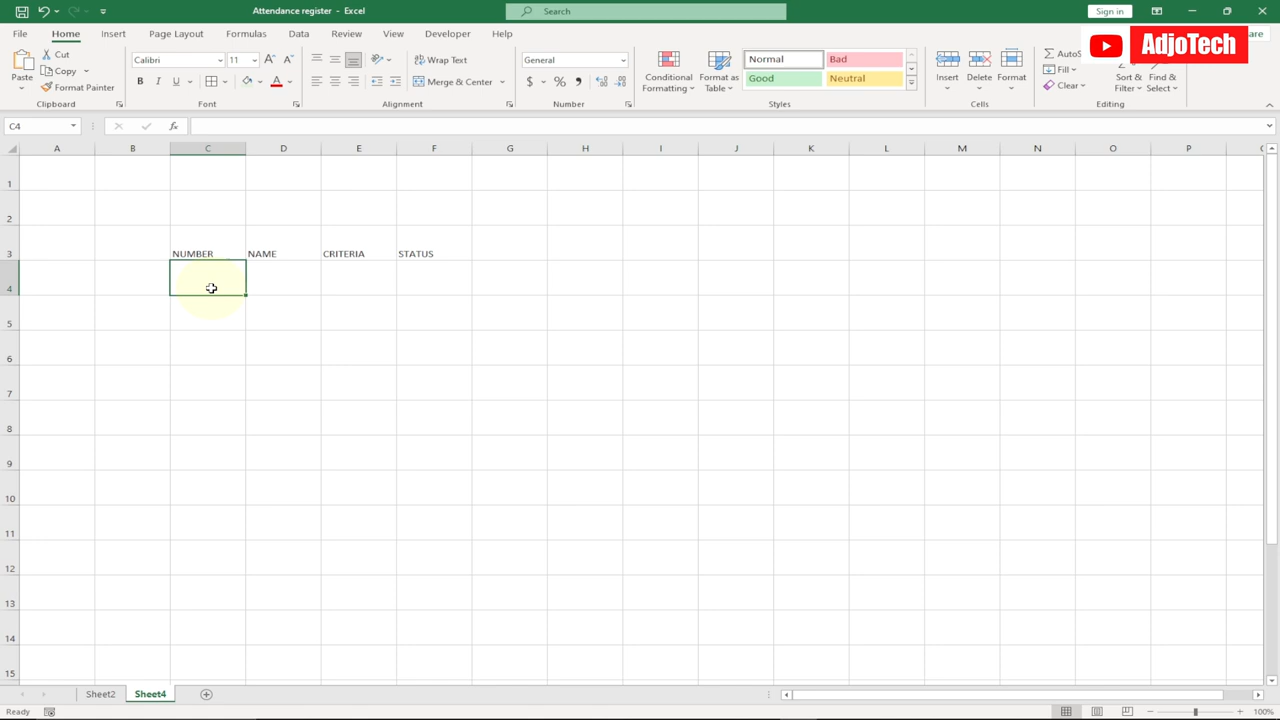 Attendance register - Excel
Search
Sign in
File Home Insert Page Layout Formulas Data Review View Developer Help
AdjoTech
Paste
Cut
Copy
Format Painter
Clipboard
Calibri 11
B I U
Font
Wrap Text
Merge & Center
Alignment
General
$ % ,
Number
Conditional Formatting
Format as Table
Normal Bad
Good Neutral
Styles
Insert Delete Format
Cells
AutoS
Fill
Clear
Sort & Filter
Find & Select
Editing
C4
fx
A B C D E F G H I J K L M N O P
1
2
3 NUMBER NAME CRITERIA STATUS
4
5
6
7
8
9
10
11
12
13
14
15
Sheet2 Sheet4
Ready
100%